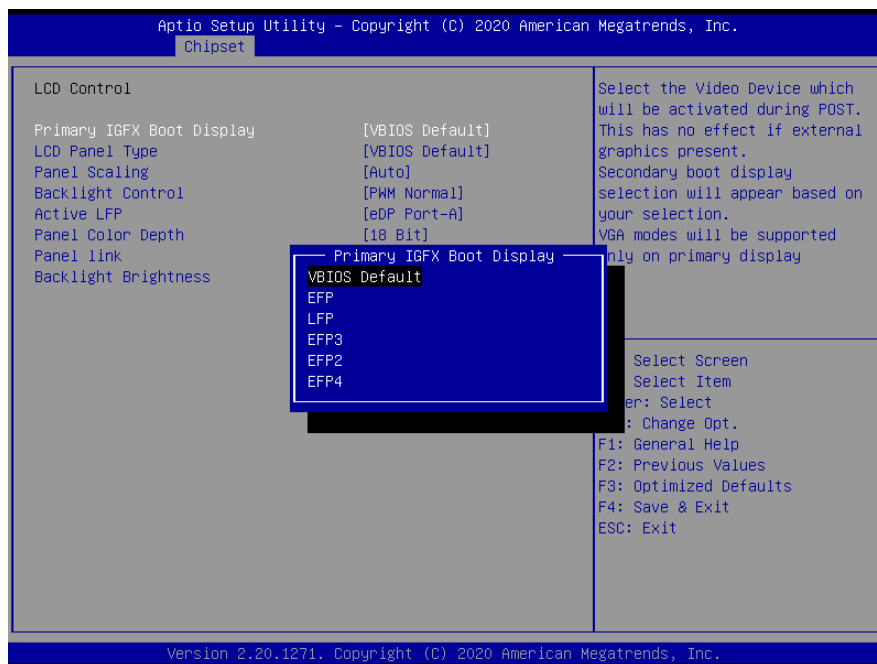 Aptio Setup Utility – Copyright (C) 2020 American Megatrends, Inc.
Chipset
LCD Control
Primary IGFX Boot Display [VBIOS Default]
LCD Panel Type [VBIOS Default]
Panel Scaling [Auto]
Backlight Control [PWM Normal]
Active LFP [eDP Port-A]
Panel Color Depth [18 Bit]
Panel link
Backlight Brightness
Primary IGFX Boot Display
VBIOS Default
EFP
LFP
EFP3
EFP2
EFP4
Select the Video Device which
will be activated during POST.
This has no effect if external
graphics present.
Secondary boot display
selection will appear based on
your selection.
VGA modes will be supported
only on primary display
Select Screen
Select Item
er: Select
: Change Opt.
F1: General Help
F2: Previous Values
F3: Optimized Defaults
F4: Save & Exit
ESC: Exit
Version 2.20.1271. Copyright (C) 2020 American Megatrends, Inc.